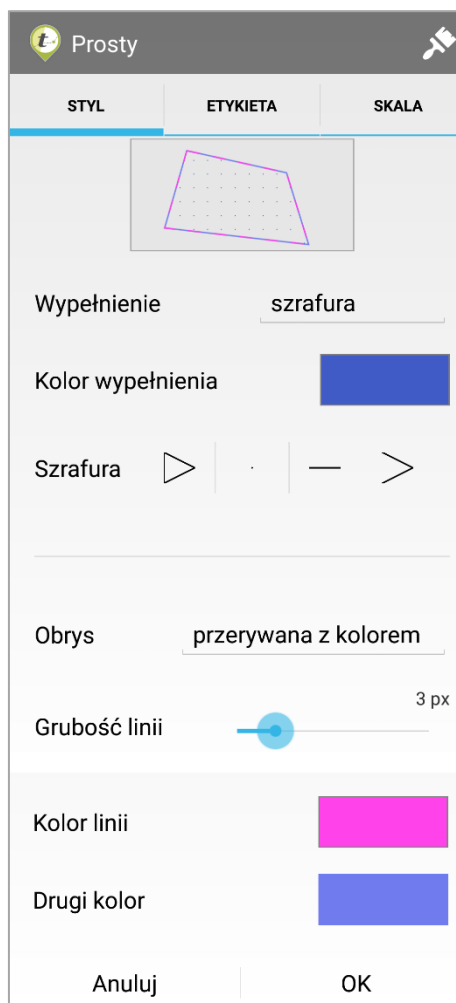 t
Prosty
STYL ETYKIETA SKALA
Wypełnienie szrafura
Kolor wypełnienia
Szrafura
Obrys przerywana z kolorem
3 px
Grubość linii
Kolor linii
Drugi kolor
Anuluj OK